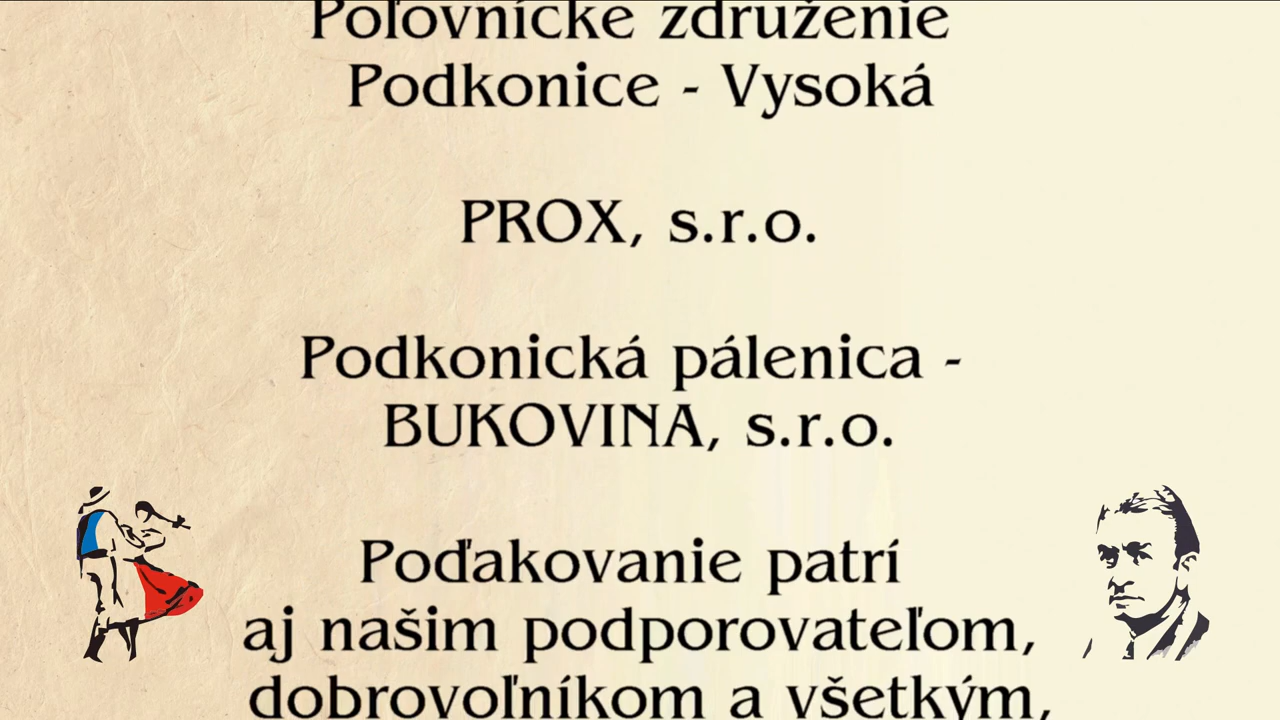 Poľovnícke združenie
Podkonice - Vysoká
PROX, s.r.o.
Podkonická pálenica -
BUKOVINA, s.r.o.
Poďakovanie patrí
aj našim podporovateľom,
dobrovoľníkom a všetkým,